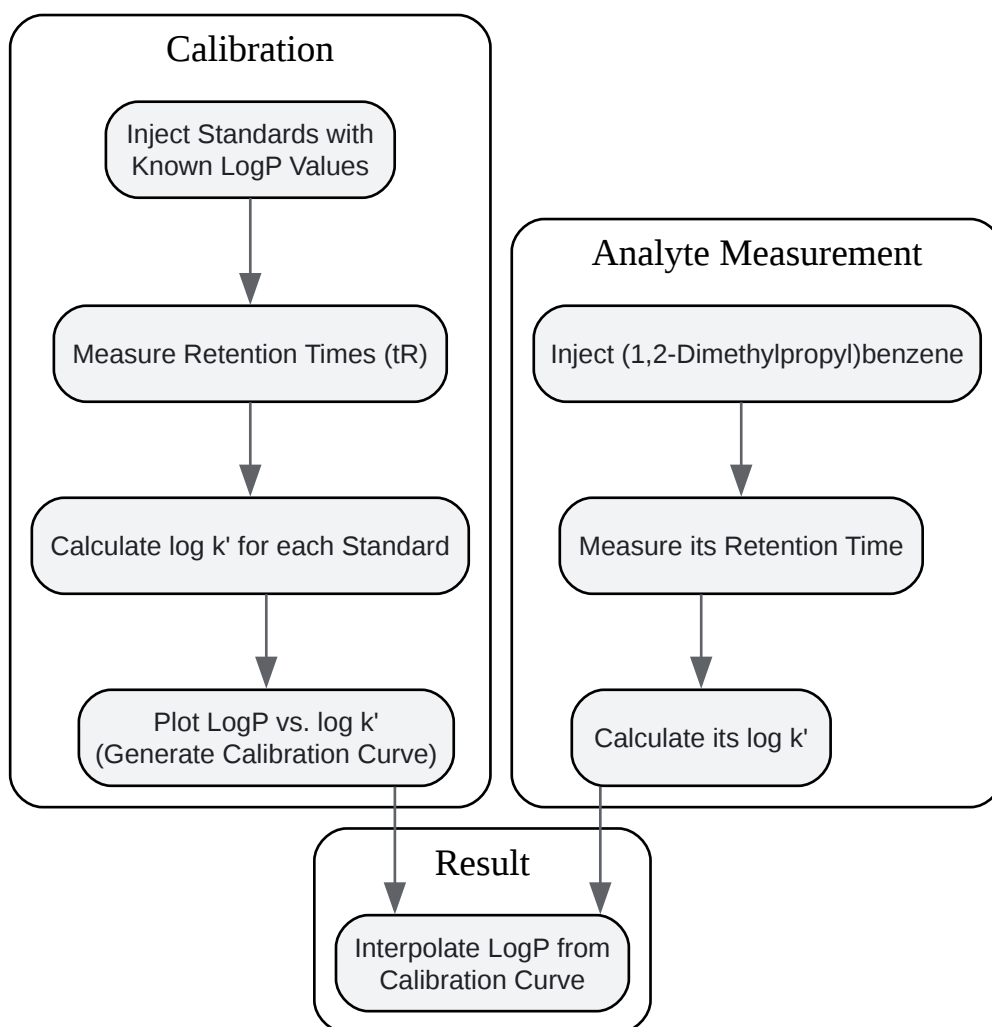 Calibration
Inject Standards with
Known LogP Values
Measure Retention Times (tR)
Calculate log k' for each Standard
Plot LogP vs. log k'
(Generate Calibration Curve)
Analyte Measurement
Inject (1,2-Dimethylpropyl)benzene
Measure its Retention Time
Calculate its log k'
Result
Interpolate LogP from
Calibration Curve